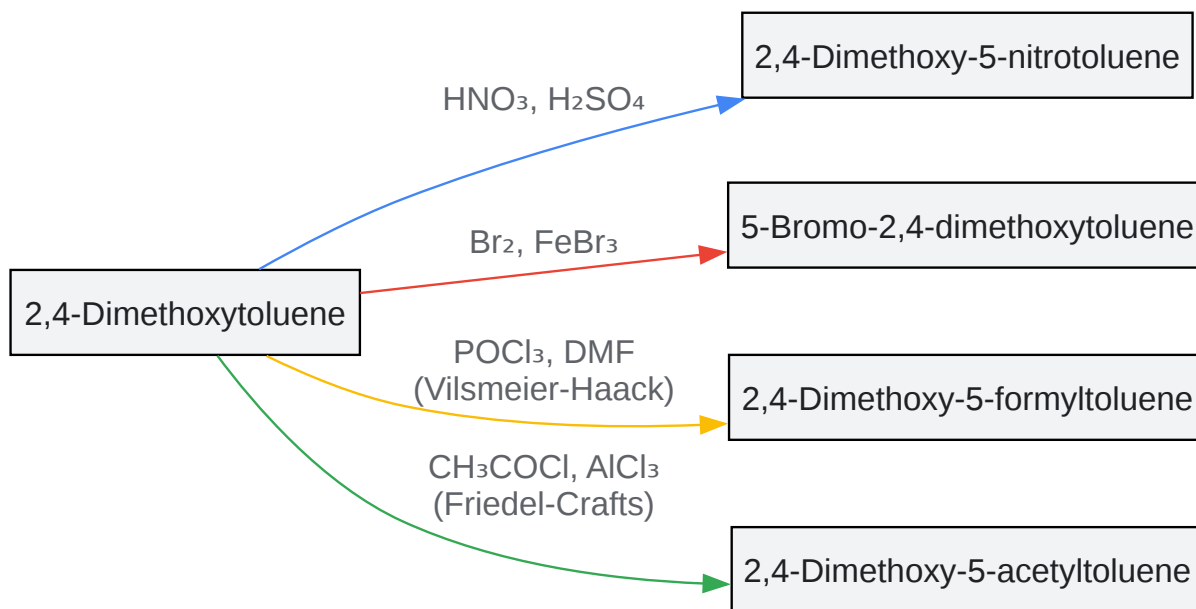 2,4-Dimethoxy-5-nitrotoluene
HNO₃, H₂SO₄
5-Bromo-2,4-dimethoxytoluene
Br₂, FeBr₃
2,4-Dimethoxytoluene
POCl₃, DMF
(Vilsmeier-Haack)
2,4-Dimethoxy-5-formyltoluene
CH₃COCl, AlCl₃
(Friedel-Crafts)
2,4-Dimethoxy-5-acetyltoluene